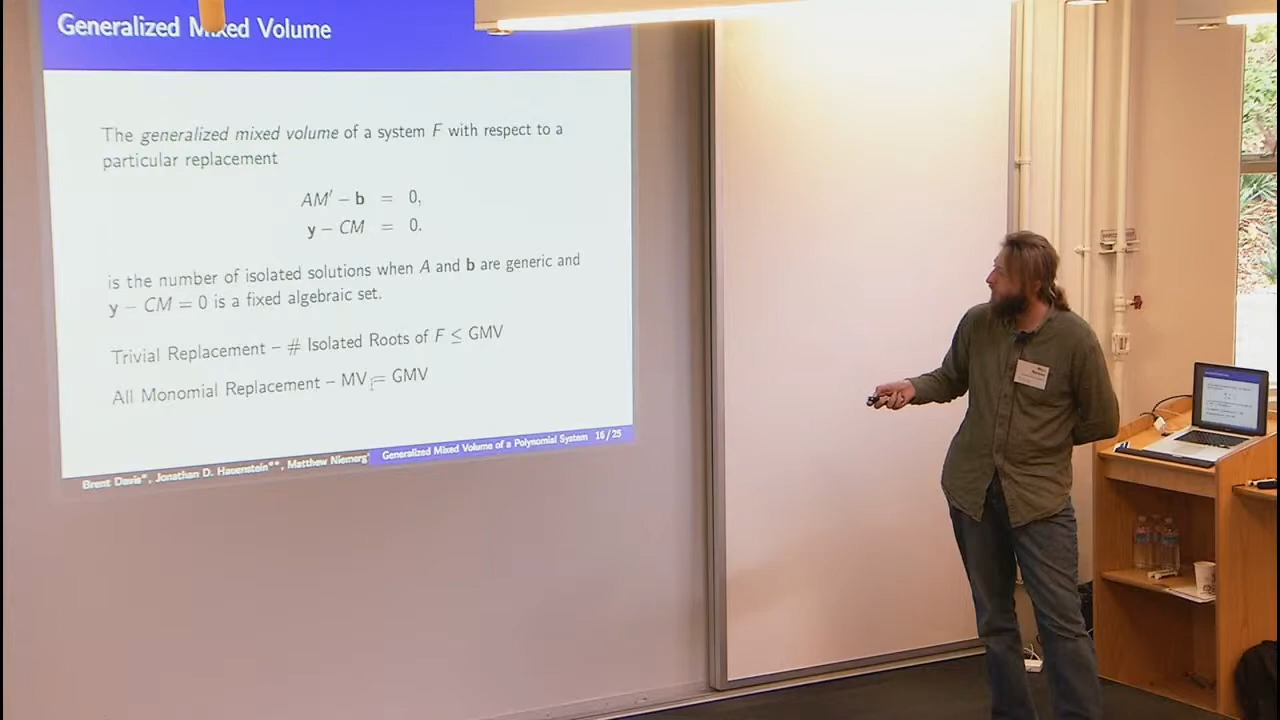 Generalized Mixed Volume
The generalized mixed volume of a system F with respect to a
particular replacement
AM′ − b = 0,
y − CM = 0.
is the number of isolated solutions when A and b are generic and
y − CM = 0 is a fixed algebraic set.
Trivial Replacement – # Isolated Roots of F ≤ GMV
All Monomial Replacement – MV = GMV
Brent Davis*, Jonathan D. Hauenstein**, Matthew Niemerg† Generalized Mixed Volume of a Polynomial System 16 / 25